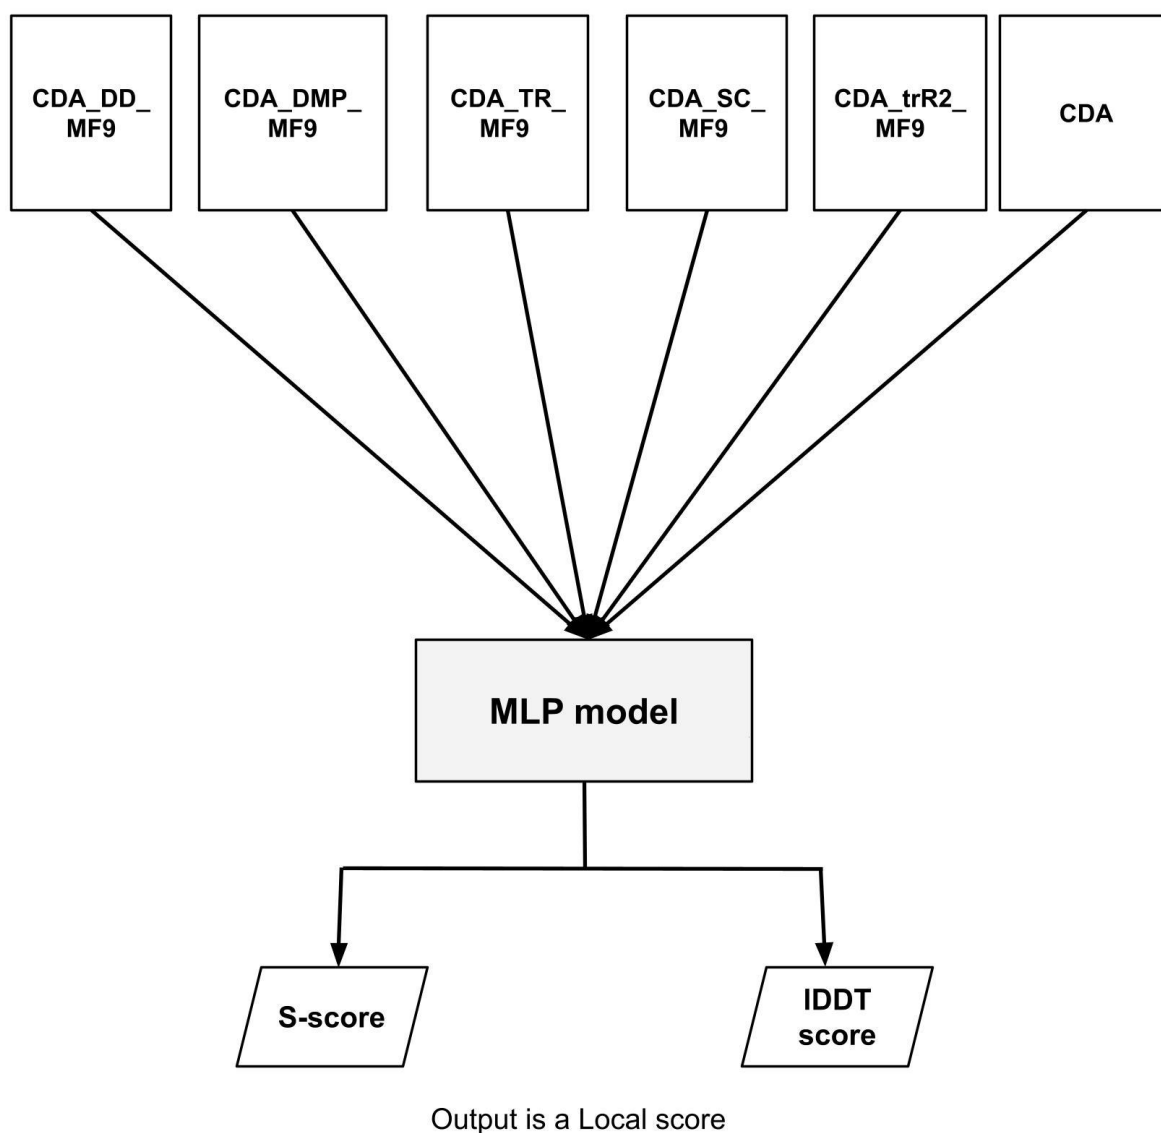 CDA_DD_
MF9
CDA_DMP_
MF9
CDA_TR_
MF9
CDA_SC_
MF9
CDA_trR2_
MF9
CDA
MLP model
S-score
lDDT
score
Output is a Local score